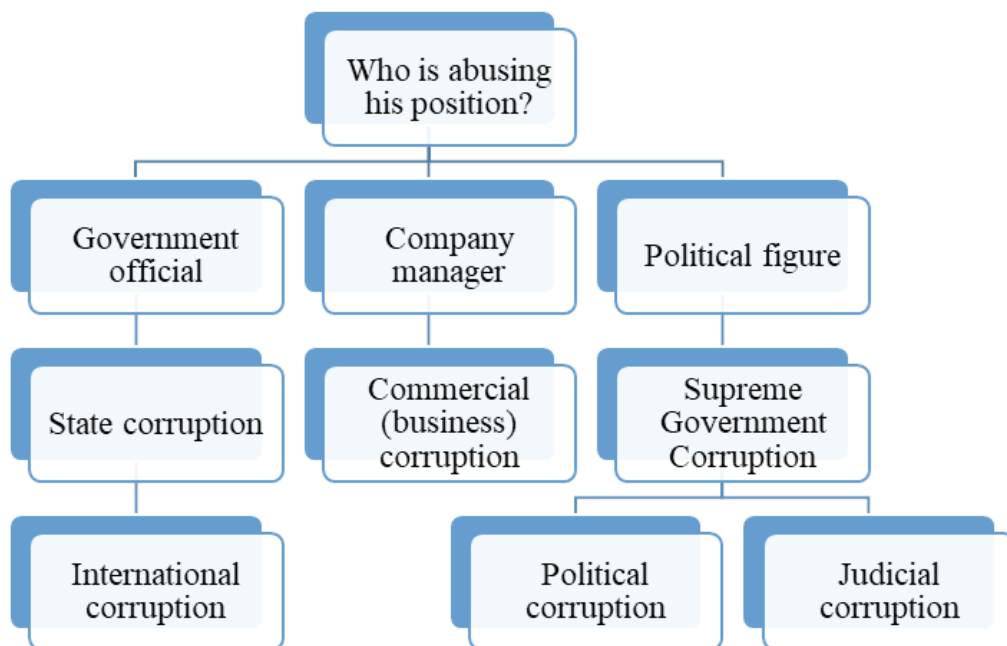 Who is abusing
his position?
Government
official
Company
manager
Political figure
State corruption
Commercial
(business)
corruption
Supreme
Government
Corruption
International
corruption
Political
corruption
Judicial
corruption